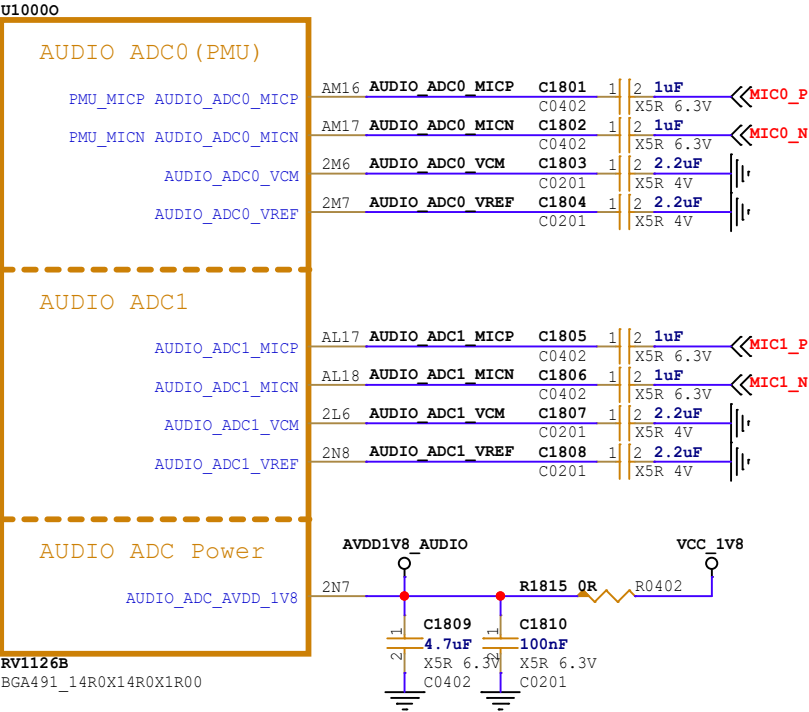 U1000O
AUDIO ADC0(PMU)
PMU_MICP AUDIO_ADC0_MICP AM16 AUDIO_ADC0_MICP C1801 1 2 1uF MIC0_P
C0402 X5R 6.3V
PMU_MICN AUDIO_ADC0_MICN AM17 AUDIO_ADC0_MICN C1802 1 2 1uF MIC0_N
C0402 X5R 6.3V
AUDIO_ADC0_VCM 2M6 AUDIO_ADC0_VCM C1803 1 2 2.2uF
C0201 X5R 4V
AUDIO_ADC0_VREF 2M7 AUDIO_ADC0_VREF C1804 1 2 2.2uF
C0201 X5R 4V
AUDIO ADC1
AUDIO_ADC1_MICP AL17 AUDIO_ADC1_MICP C1805 1 2 1uF MIC1_P
C0402 X5R 6.3V
AUDIO_ADC1_MICN AL18 AUDIO_ADC1_MICN C1806 1 2 1uF MIC1_N
C0402 X5R 6.3V
AUDIO_ADC1_VCM 2L6 AUDIO_ADC1_VCM C1807 1 2 2.2uF
C0201 X5R 4V
AUDIO_ADC1_VREF 2N8 AUDIO_ADC1_VREF C1808 1 2 2.2uF
C0201 X5R 4V
AUDIO ADC Power AVDD1V8_AUDIO VCC_1V8
AUDIO_ADC_AVDD_1V8 2N7 R1815 0R R0402
1 C1809 1 C1810
4.7uF 100nF
2 X5R 6.3V 2 X5R 6.3V
C0402 C0201
RV1126B
BGA491_14R0X14R0X1R00